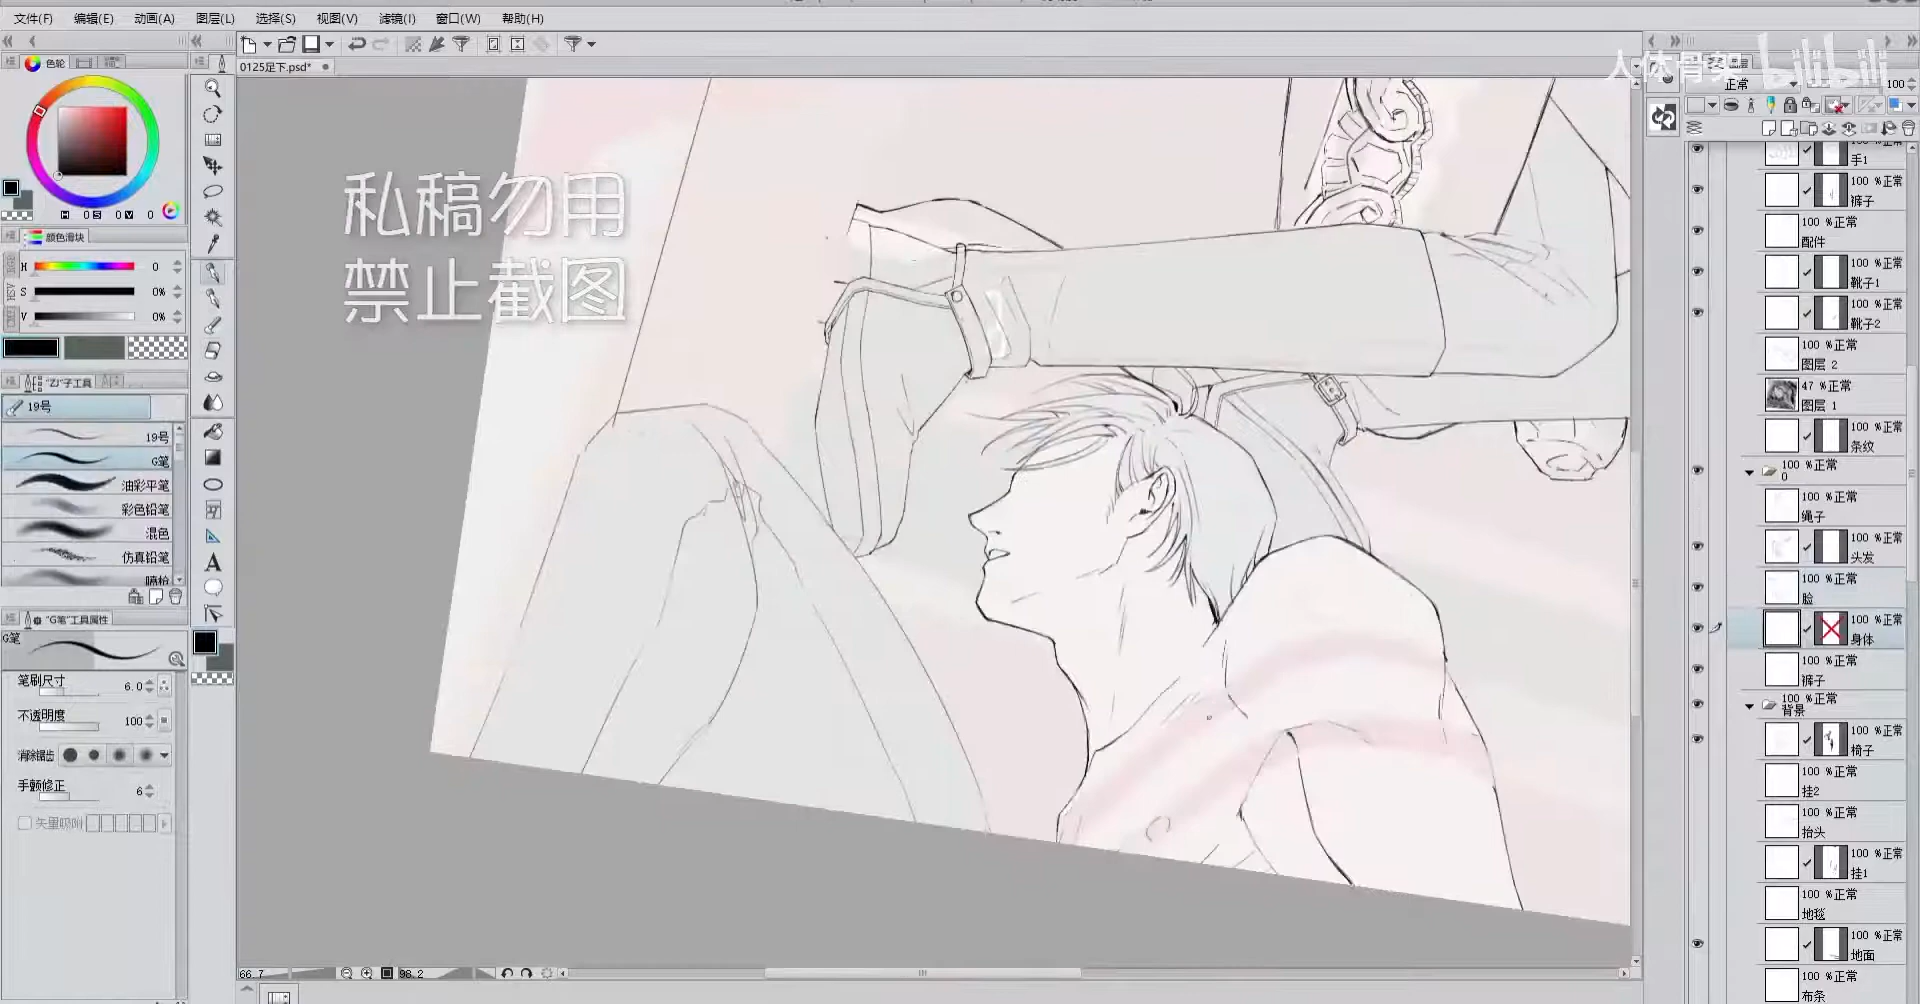 文件(F) 编辑(E) 动画(A) 图层(L) 选择(S) 视图(V) 滤镜(I) 窗口(W) 帮助(H)
色轮
0125足下.psd*
人体骨架 bilibili
正常 100
私稿勿用
禁止截图
H 0 S 0 V 0
颜色滑块
H 0
S 0%
V 0%
"ZJ"子工具
19号
19号
G笔
油彩平笔
彩色铅笔
混色
仿真铅笔
"G笔"工具属性
G笔
笔刷尺寸 6.0
不透明度 100
消除锯齿
手颤修正 6
矢量吸附
66.7 98.2
手1
100 %正常
裤子
100 %正常
配件
100 %正常
靴子1
100 %正常
靴子2
100 %正常
图层 2
47 %正常
图层 1
100 %正常
条纹
100 %正常
0
100 %正常
绳子
100 %正常
头发
100 %正常
脸
100 %正常
身体
100 %正常
裤子
100 %正常
背景
100 %正常
椅子
100 %正常
挂2
100 %正常
抬头
100 %正常
挂1
100 %正常
地毯
100 %正常
地面
100 %正常
布条